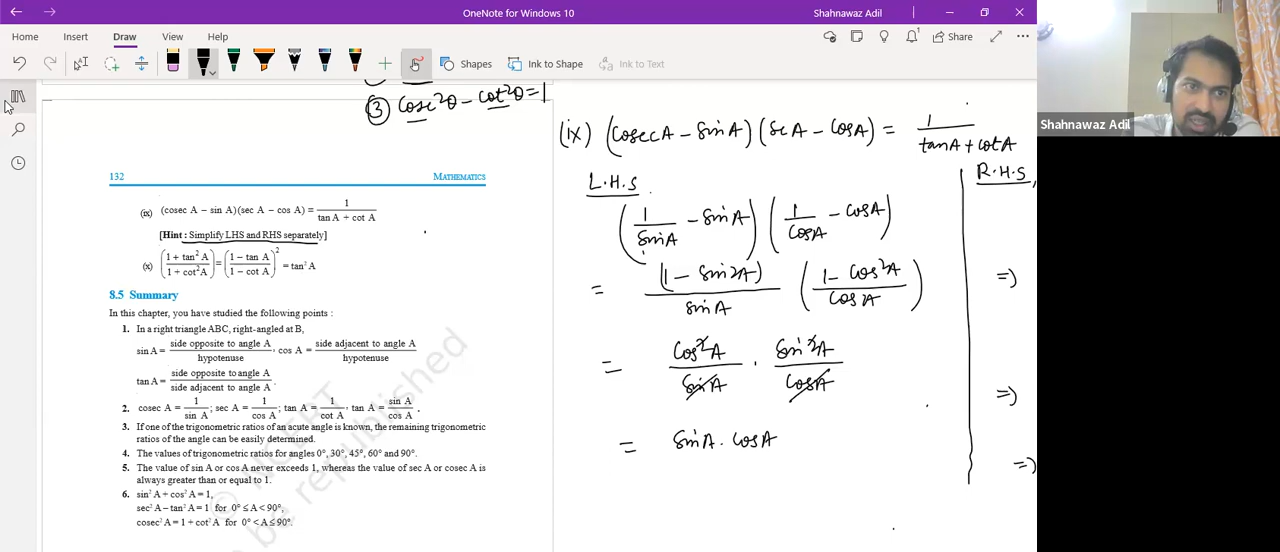 OneNote for Windows 10
Shahnawaz Adil
Home Insert Draw View Help
Share
Shapes Ink to Shape Ink to Text
③ cosec²θ − cot²θ = 1
132 MATHEMATICS
(ix) (cosec A – sin A)(sec A – cos A) = 1/(tan A + cot A)
[Hint : Simplify LHS and RHS separately]
(x) ((1 + tan² A)/(1 + cot² A)) = ((1 – tan A)/(1 – cot A))² = tan² A
8.5 Summary
In this chapter, you have studied the following points :
1. In a right triangle ABC, right-angled at B,
sin A = side opposite to angle A/hypotenuse, cos A = side adjacent to angle A/hypotenuse
tan A = side opposite to angle A/side adjacent to angle A.
2. cosec A = 1/sin A; sec A = 1/cos A; tan A = 1/cot A, tan A = sin A/cos A.
3. If one of the trigonometric ratios of an acute angle is known, the remaining trigonometric
ratios of the angle can be easily determined.
4. The values of trigonometric ratios for angles 0°, 30°, 45°, 60° and 90°.
5. The value of sin A or cos A never exceeds 1, whereas the value of sec A or cosec A is
always greater than or equal to 1.
6. sin² A + cos² A = 1,
sec² A – tan² A = 1 for 0° ≤ A < 90°,
cosec² A = 1 + cot² A for 0° < A ≤ 90°.
© NCERT
be republished
(ix) (cosecA − sinA)(secA − cosA) = 1/(tanA + cotA)
L.H.S
(1/sinA − sinA)(1/cosA − cosA)
= (1 − sin²A)/sinA ((1 − cos²A)/cosA)
= cos²A/sinA · sin²A/cosA
= sinA · cosA
R.H.S
=)
=)
=)
Shahnawaz Adil